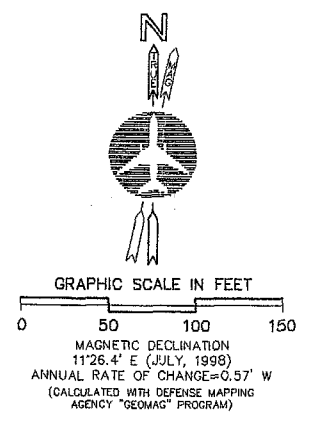 N
TRUE MAG
GRAPHIC SCALE IN FEET
0 50 100 150
MAGNETIC DECLINATION
11°26.4' E (JULY, 1998)
ANNUAL RATE OF CHANGE=0.57' W
(CALCULATED WITH DEFENSE MAPPING
AGENCY "GEOMAG" PROGRAM)